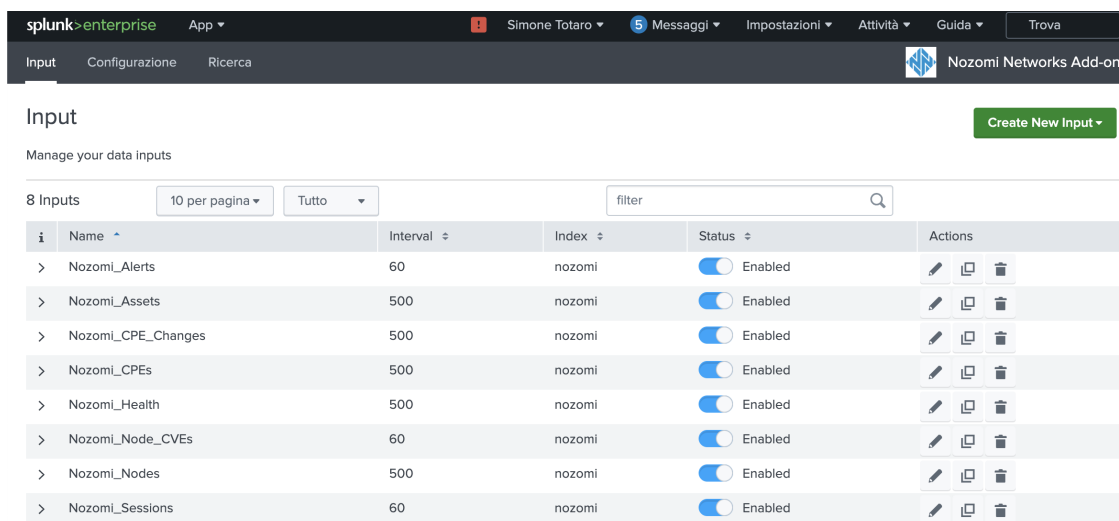 splunk>enterprise App Simone Totaro 5 Messaggi Impostazioni Attività Guida Trova
Input Configurazione Ricerca Nozomi Networks Add-on
Input
Create New Input
Manage your data inputs
8 Inputs 10 per pagina Tutto filter
i Name Interval Index Status Actions
Nozomi_Alerts 60 nozomi Enabled
Nozomi_Assets 500 nozomi Enabled
Nozomi_CPE_Changes 500 nozomi Enabled
Nozomi_CPEs 500 nozomi Enabled
Nozomi_Health 500 nozomi Enabled
Nozomi_Node_CVEs 60 nozomi Enabled
Nozomi_Nodes 500 nozomi Enabled
Nozomi_Sessions 60 nozomi Enabled